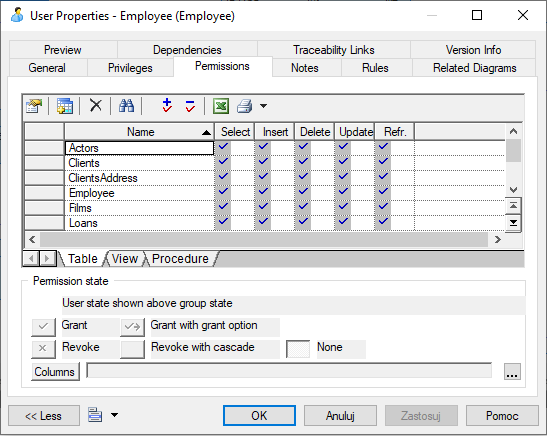 User Properties - Employee (Employee)
Preview Dependencies Traceability Links Version Info
General Privileges Permissions Notes Rules Related Diagrams
Name Select Insert Delete Update Refr.
Actors
Clients
ClientsAddress
Employee
Films
Loans
Table View Procedure
Permission state
User state shown above group state
Grant Grant with grant option
Revoke Revoke with cascade None
Columns ...
<< Less OK Anuluj Zastosuj Pomoc